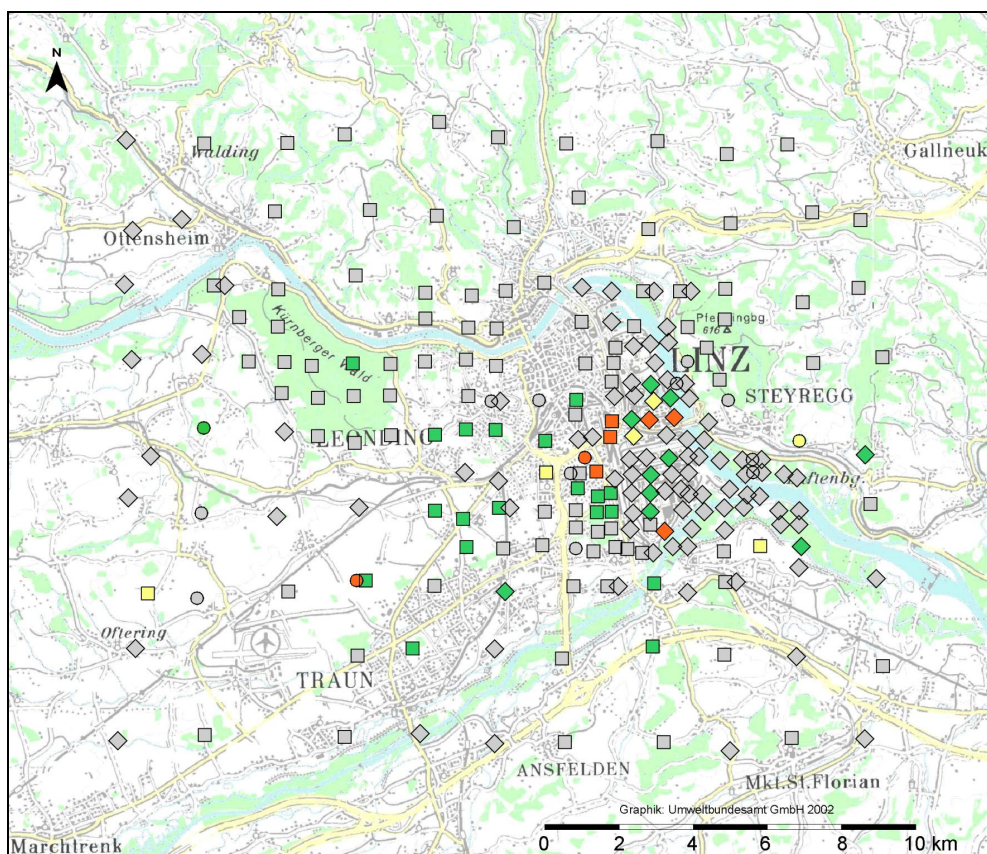 N
Walding
Gallneuk
Ottensheim
Pfenningbg.
616
Kürnberger Wald
LINZ
STEYREGG
LEONDING
Oftering
TRAUN
ANSFELDEN
Mkt.St.Florian
Graphik: Umweltbundesamt GmbH 2002
Marchtrenk
0 2 4 6 8 10 km